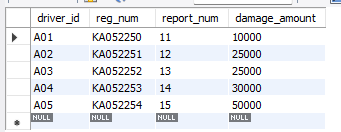 driver_id reg_num report_num damage_amount
A01 KA052250 11 10000
A02 KA052251 12 25000
A03 KA052252 13 25000
A04 KA052253 14 30000
A05 KA052254 15 50000
NULL NULL NULL NULL